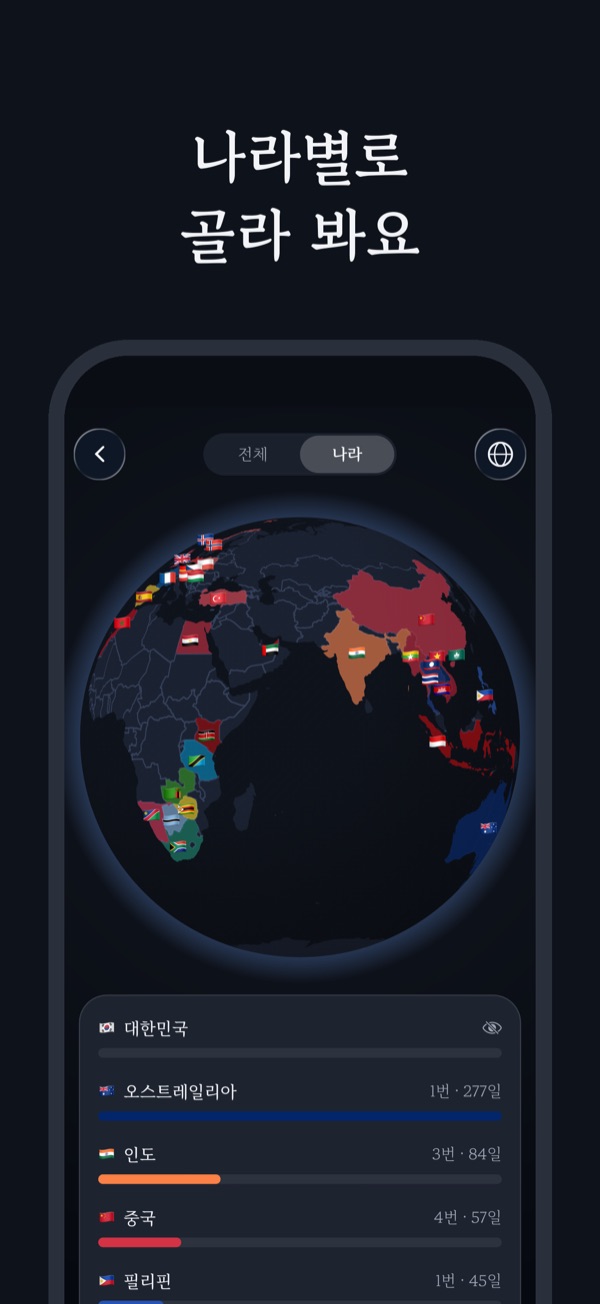 나라별로
골라 봐요
전체
나라
대한민국
오스트레일리아 1번 · 277일
인도 3번 · 84일
중국 4번 · 57일
필리핀 1번 · 45일